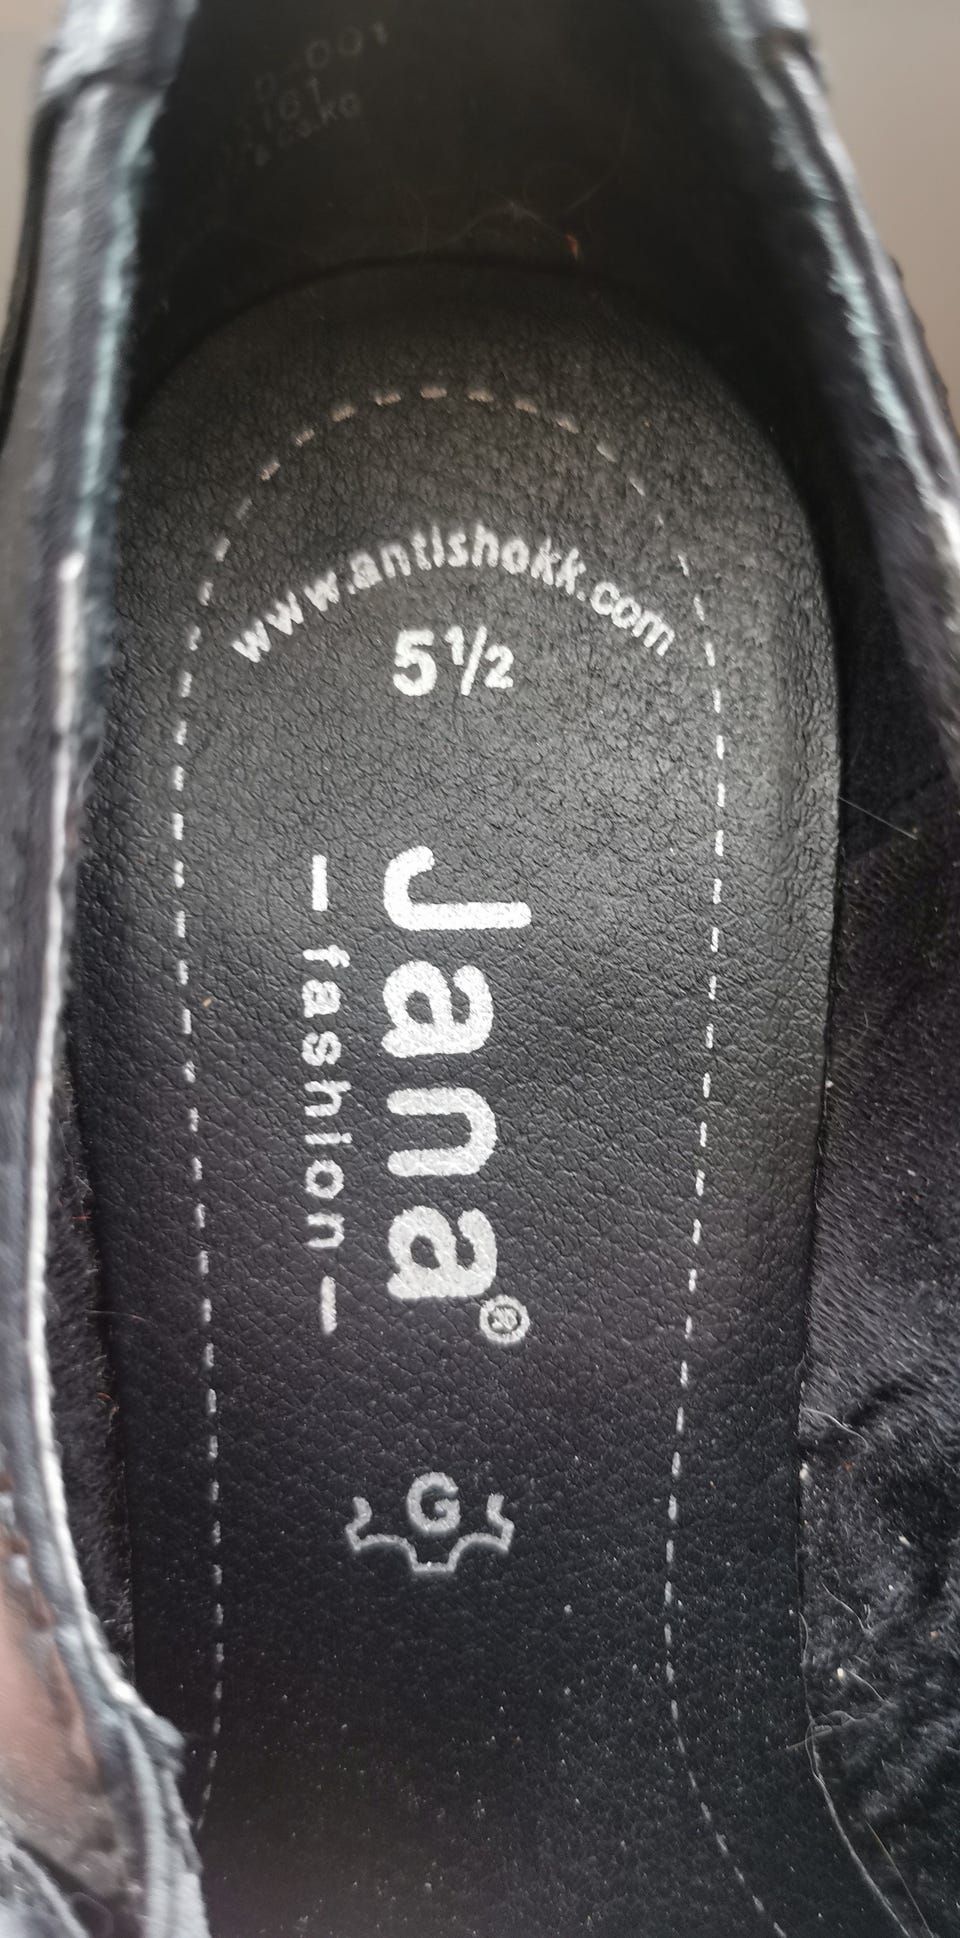 www.antishokk.com
5½
Jana®
– fashion –
G